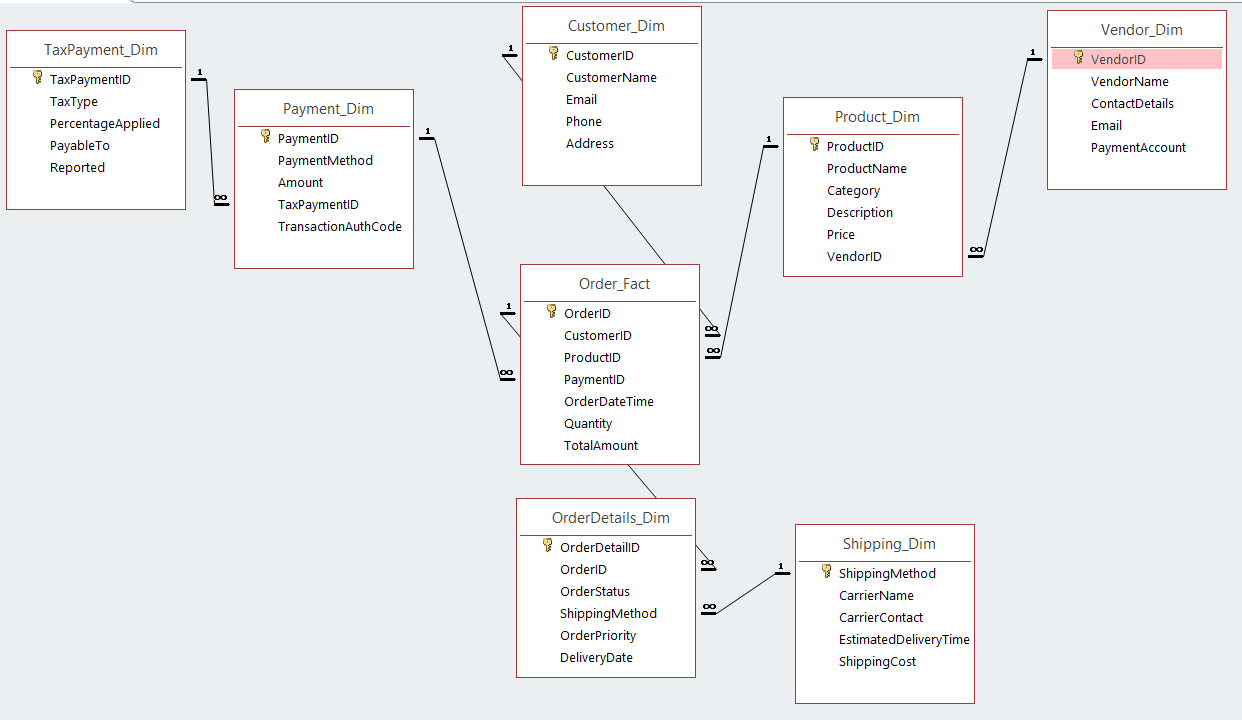 TaxPayment_Dim
TaxPaymentID
TaxType
PercentageApplied
PayableTo
Reported
1
∞
Payment_Dim
PaymentID
PaymentMethod
Amount
TaxPaymentID
TransactionAuthCode
1
∞
Customer_Dim
CustomerID
CustomerName
Email
Phone
Address
1
∞
Product_Dim
ProductID
ProductName
Category
Description
Price
VendorID
1
∞
Vendor_Dim
VendorID
VendorName
ContactDetails
Email
PaymentAccount
1
∞
Order_Fact
OrderID
CustomerID
ProductID
PaymentID
OrderDateTime
Quantity
TotalAmount
1
∞
OrderDetails_Dim
OrderDetailID
OrderID
OrderStatus
ShippingMethod
OrderPriority
DeliveryDate
1
∞
Shipping_Dim
ShippingMethod
CarrierName
CarrierContact
EstimatedDeliveryTime
ShippingCost